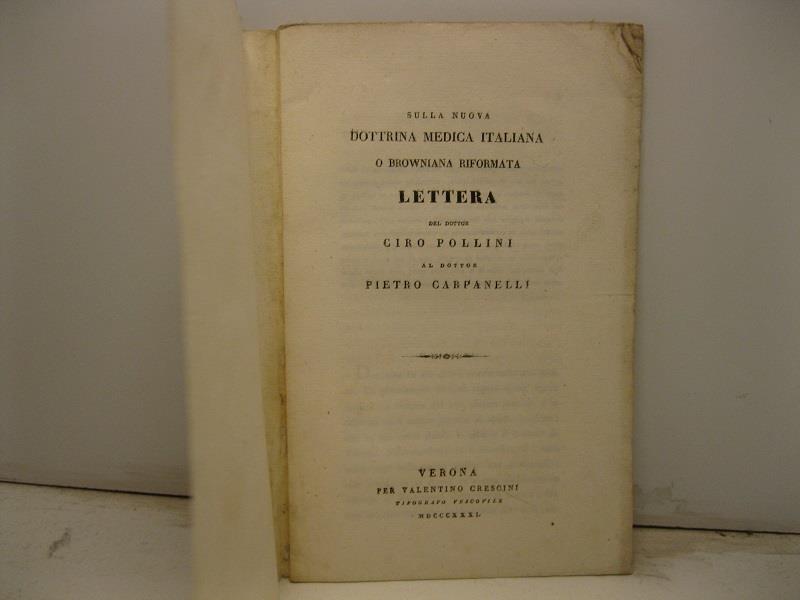 SULLA NUOVA
DOTTRINA MEDICA ITALIANA
O BROWNIANA RIFORMATA
LETTERA
DEL DOTTOR
CIRO POLLINI
AL DOTTOR
PIETRO CARPANELLI
VERONA
PER VALENTINO CRESCINI
TIPOGRAFO VESCOVILE
MDCCCXXXI.